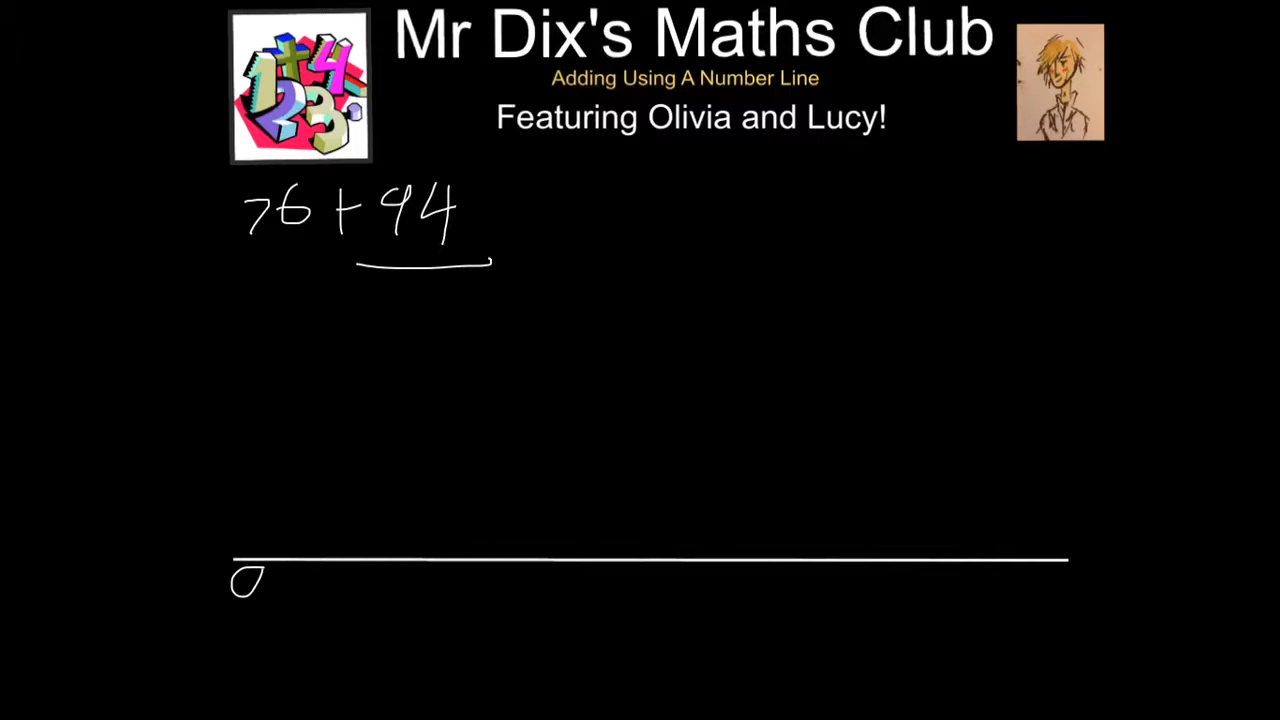 Mr Dix's Maths Club
Adding Using A Number Line
Featuring Olivia and Lucy!
76 + 94
0